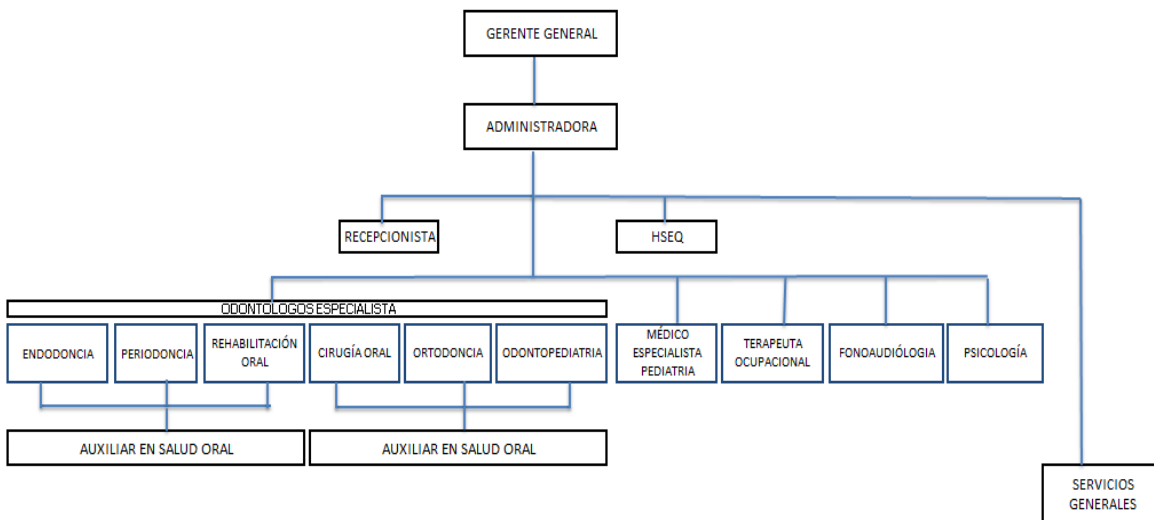 GERENTE GENERAL
ADMINISTRADORA
RECEPCIONISTA
HSEQ
ODONTOLOGOS ESPECIALISTA
ENDODONCIA
PERIODONCIA
REHABILITACIÓN
ORAL
CIRUGÍA ORAL
ORTODONCIA
ODONTOPEDIATRIA
MÉDICO
ESPECIALISTA
PEDIATRIA
TERAPEUTA
OCUPACIONAL
FONOAUDIÓLOGIA
PSICOLOGÍA
AUXILIAR EN SALUD ORAL
AUXILIAR EN SALUD ORAL
SERVICIOS
GENERALES